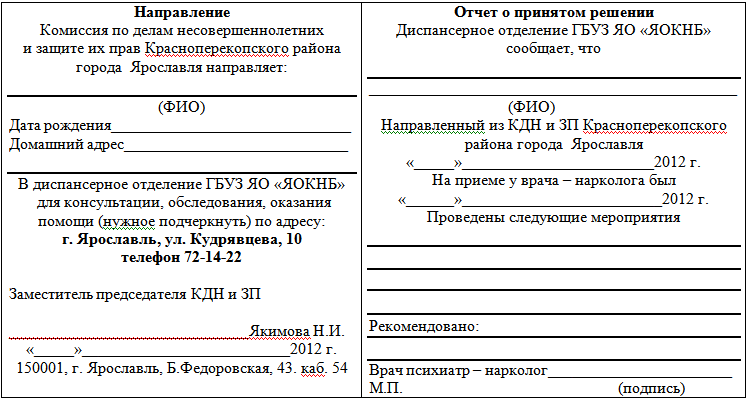 Направление
Комиссия по делам несовершеннолетних
и защите их прав Красноперекопского района
города Ярославля направляет:
(ФИО)
Дата рождения______________________________
Домашний адрес____________________________
В диспансерное отделение ГБУЗ ЯО «ЯОКНБ»
для консультации, обследования, оказания
помощи (нужное подчеркнуть) по адресу:
г. Ярославль, ул. Кудрявцева, 10
телефон 72-14-22
Заместитель председателя КДН и ЗП
______________________________Якимова Н.И.
«_____»__________________________2012 г.
150001, г. Ярославль, Б.Федоровская, 43. каб. 54
Отчет о принятом решении
Диспансерное отделение ГБУЗ ЯО «ЯОКНБ»
сообщает, что
(ФИО)
Направленный из КДН и ЗП Красноперекопского
района города Ярославля
«_____»________________________2012 г.
На приеме у врача – нарколога был
«______»_________________________2012 г.
Проведены следующие мероприятия
Рекомендовано:
Врач психиатр – нарколог_______________________
М.П. (подпись)